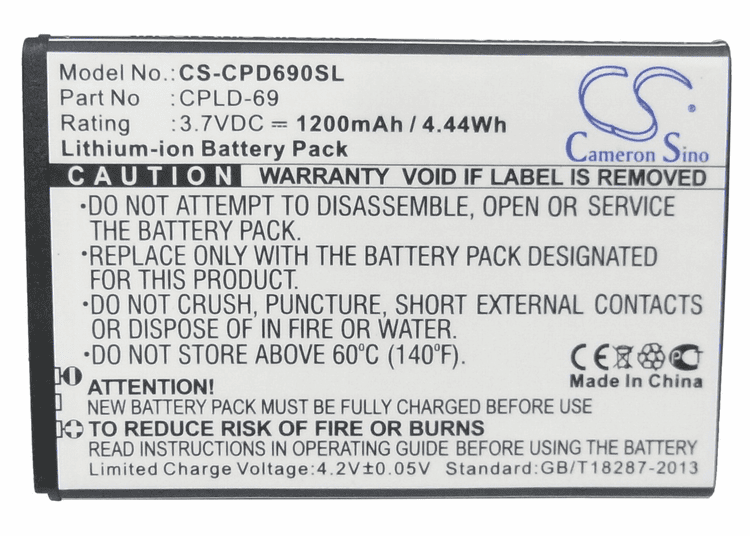 Model No.:CS-CPD690SL
Part No :CPLD-69
Rating :3.7VDC ⎓ 1200mAh / 4.44Wh
Lithium-ion Battery Pack
CS
Cameron Sino
CAUTION WARRANTY VOID IF LABEL IS REMOVED
•DO NOT ATTEMPT TO DISASSEMBLE, OPEN OR SERVICE
THE BATTERY PACK.
•REPLACE ONLY WITH THE BATTERY PACK DESIGNATED
FOR THIS PRODUCT.
•DO NOT CRUSH, PUNCTURE, SHORT EXTERNAL CONTACTS
OR DISPOSE OF IN FIRE OR WATER.
•DO NOT STORE ABOVE 60°C (140°F).
CE
Made In China
ATTENTION!
NEW BATTERY PACK MUST BE FULLY CHARGED BEFORE USE
TO REDUCE RISK OF FIRE OR BURNS
READ INSTRUCTIONS IN OPERATING GUIDE BEFORE USE THE BATTERY
Limited Charge Voltage:4.2V±0.05V Standard:GB/T18287-2013